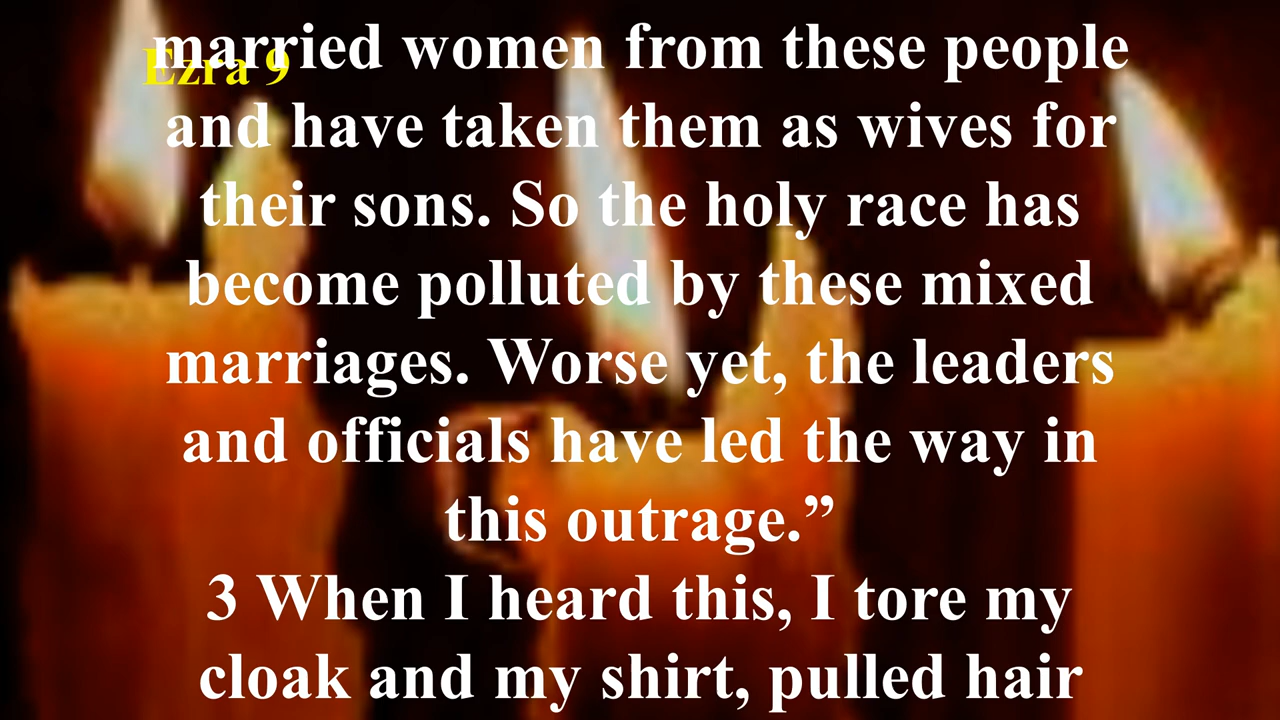 Ezra 9
married women from these people
and have taken them as wives for
their sons. So the holy race has
become polluted by these mixed
marriages. Worse yet, the leaders
and officials have led the way in
this outrage.”
3 When I heard this, I tore my
cloak and my shirt, pulled hair